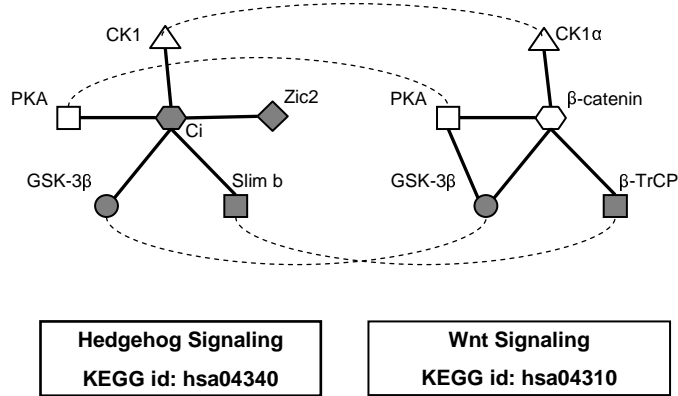 CK1
CK1α
PKA
Zic2
Ci
PKA
β-catenin
GSK-3β
Slim b
GSK-3β
β-TrCP
Hedgehog Signaling
KEGG id: hsa04340
Wnt Signaling
KEGG id: hsa04310